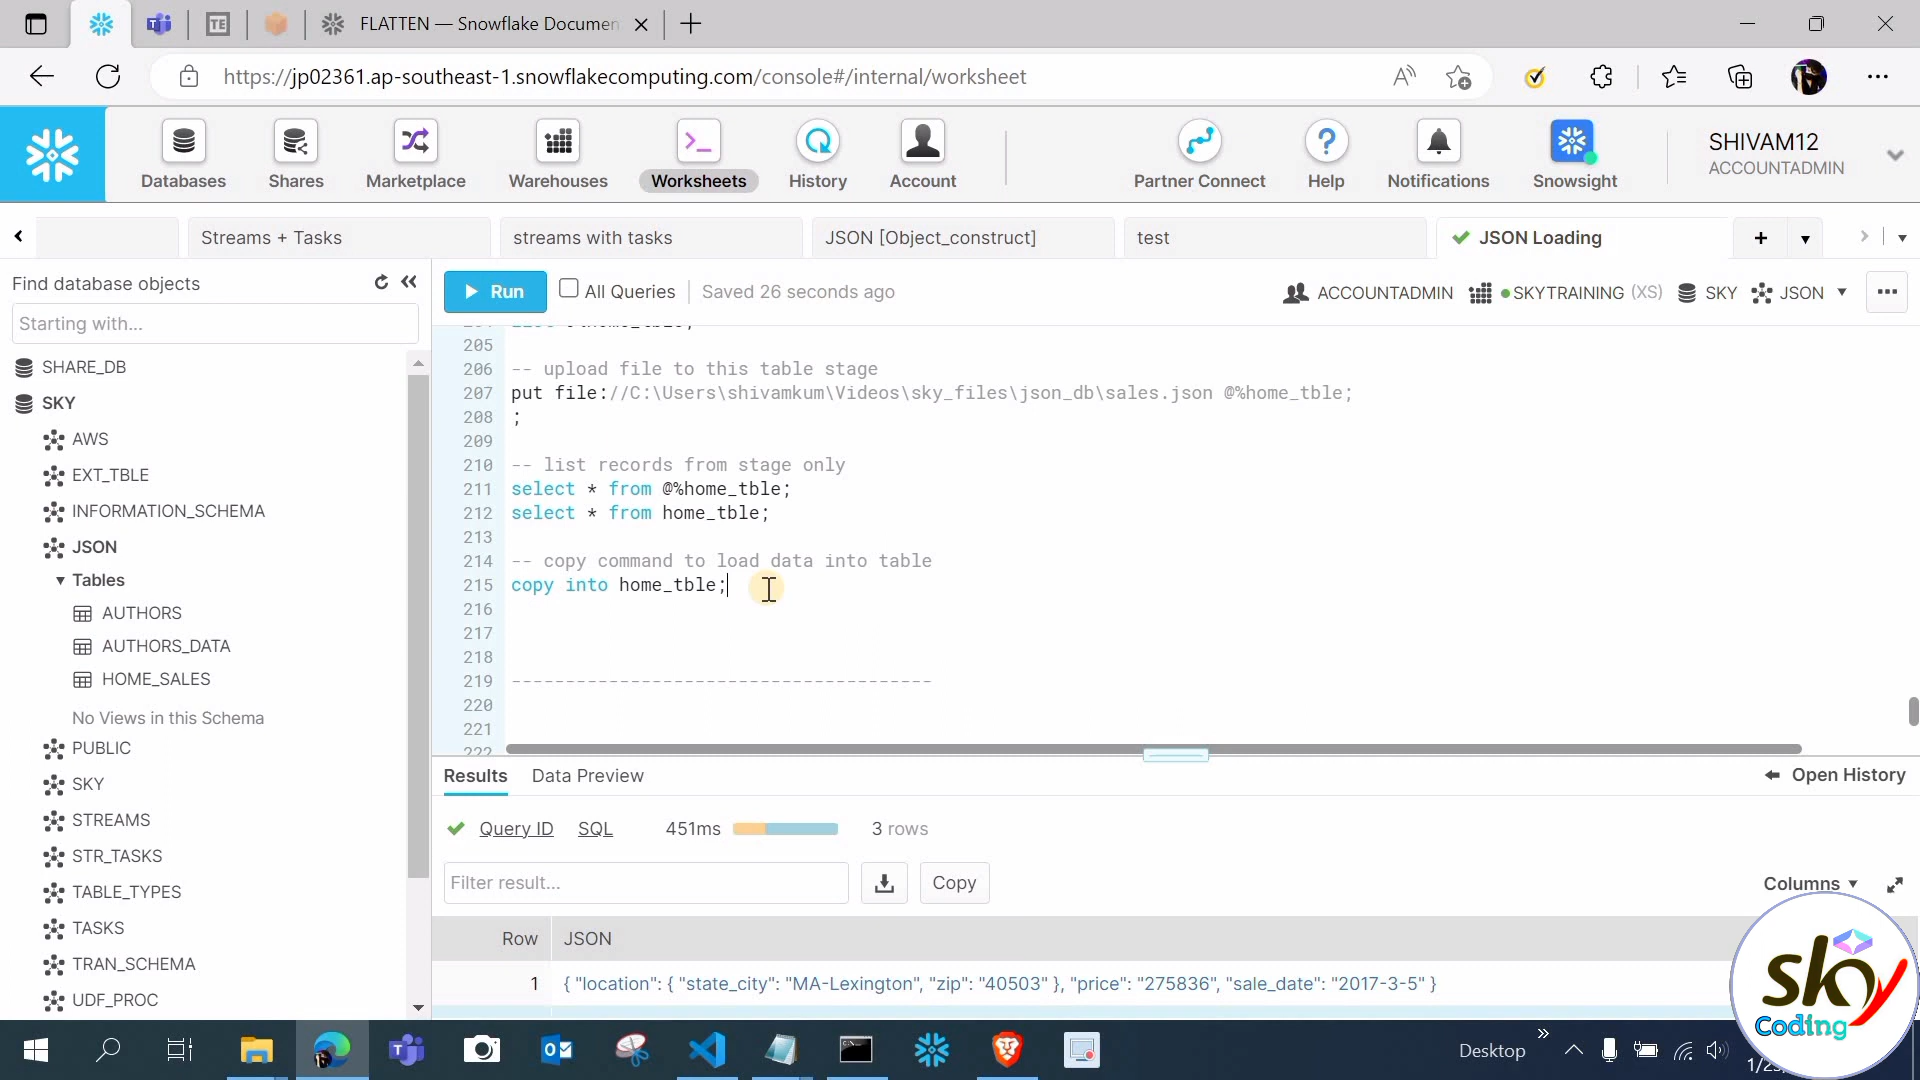 TE
FLATTEN — Snowflake Documen
https://jp02361.ap-southeast-1.snowflakecomputing.com/console#/internal/worksheet
Databases
Shares
Marketplace
Warehouses
Worksheets
History
Account
Partner Connect
Help
Notifications
Snowsight
SHIVAM12
ACCOUNTADMIN
Streams + Tasks
streams with tasks
JSON [Object_construct]
test
JSON Loading
Find database objects
Starting with...
SHARE_DB
SKY
AWS
EXT_TBLE
INFORMATION_SCHEMA
JSON
Tables
AUTHORS
AUTHORS_DATA
HOME_SALES
No Views in this Schema
PUBLIC
SKY
STREAMS
STR_TASKS
TABLE_TYPES
TASKS
TRAN_SCHEMA
UDF_PROC
Run
All Queries
Saved 26 seconds ago
ACCOUNTADMIN
SKYTRAINING (XS)
SKY
JSON
205
206 -- upload file to this table stage
207 put file://C:\Users\shivamkum\Videos\sky_files\json_db\sales.json @%home_tble;
208 ;
209
210 -- list records from stage only
211 select * from @%home_tble;
212 select * from home_tble;
213
214 -- copy command to load data into table
215 copy into home_tble;
216
217
218
219 ---------------------------------------
220
221
222
Results
Data Preview
Open History
Query ID
SQL
451ms
3 rows
Filter result...
Copy
Columns
Row
JSON
1
{ "location": { "state_city": "MA-Lexington", "zip": "40503" }, "price": "275836", "sale_date": "2017-3-5" }
sky
Coding
Desktop